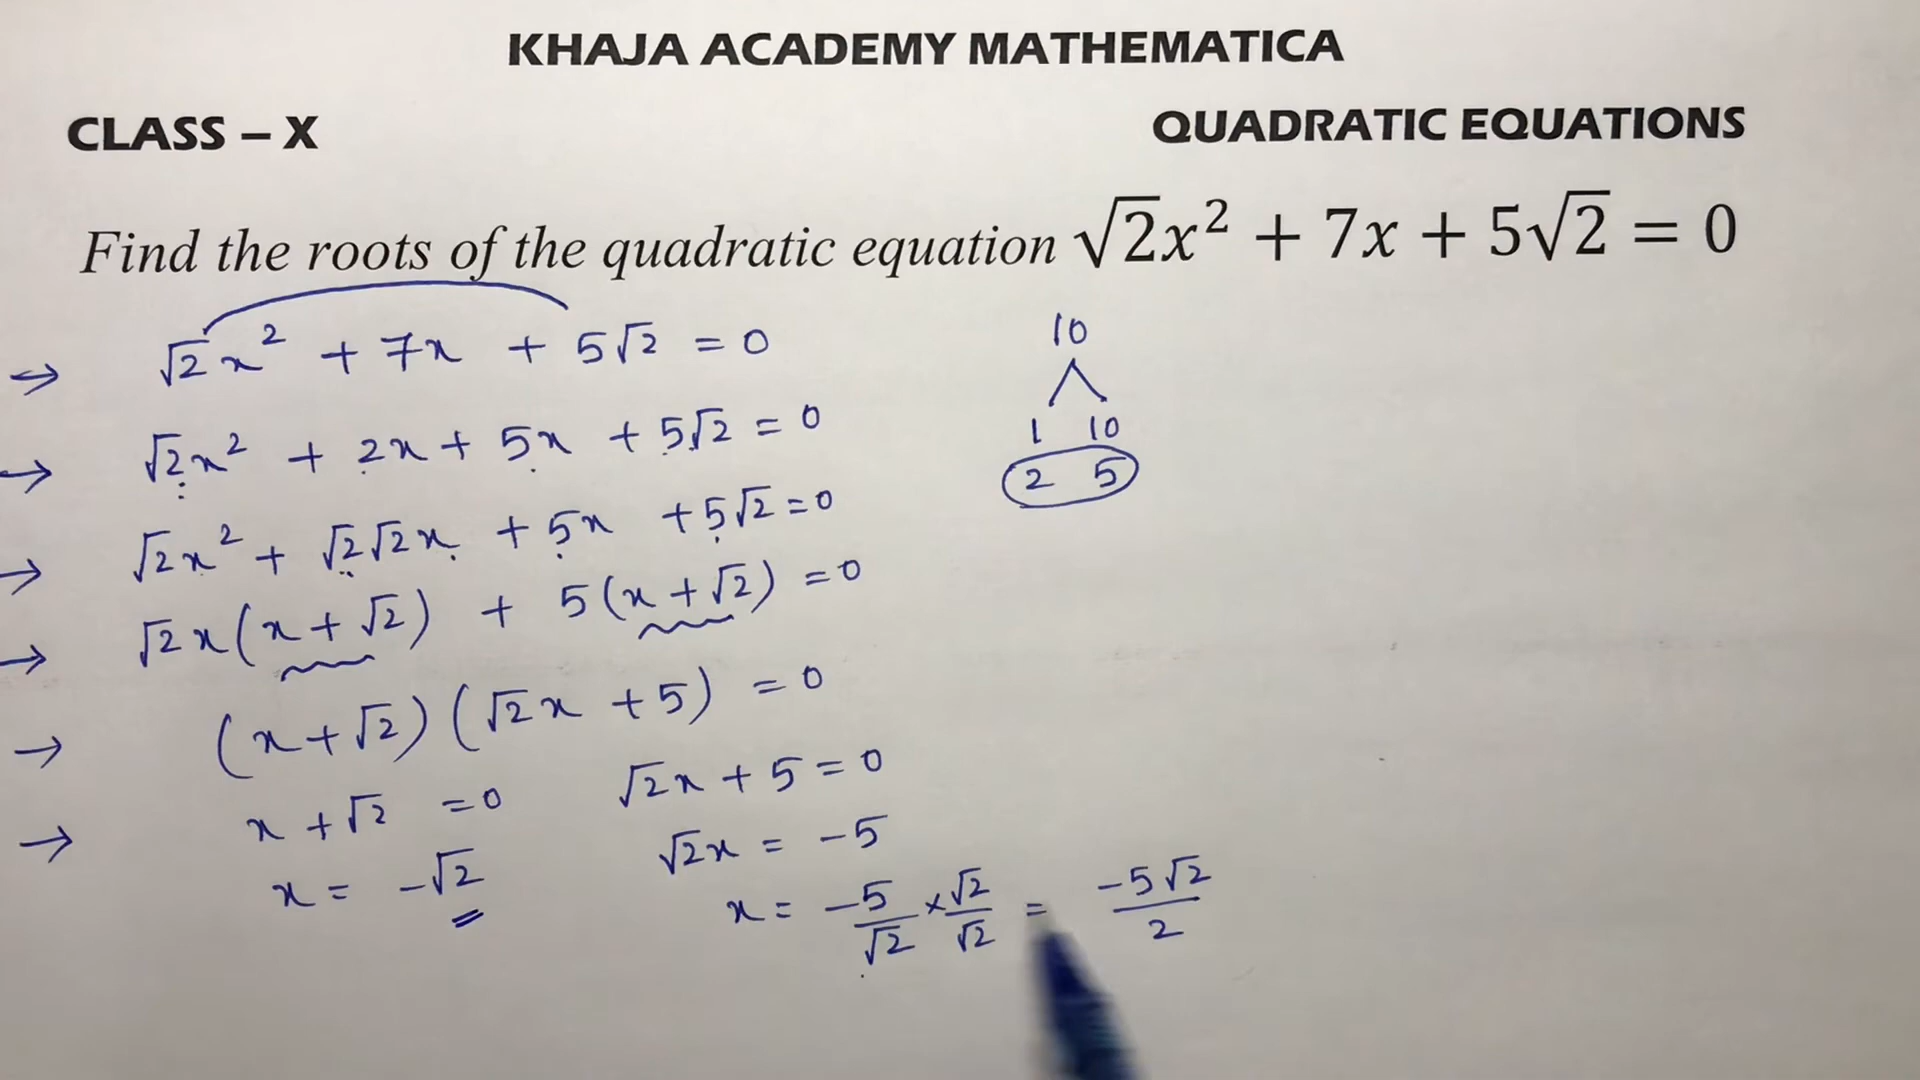 KHAJA ACADEMY MATHEMATICA
CLASS – X
QUADRATIC EQUATIONS
Find the roots of the quadratic equation √2x² + 7x + 5√2 = 0
→ √2x² + 7x + 5√2 = 0
→ √2x² + 2x + 5x + 5√2 = 0
→ √2x² + √2√2x + 5x + 5√2 = 0
→ √2x(x + √2) + 5(x + √2) = 0
→ (x + √2)(√2x + 5) = 0
→ x + √2 = 0
x = -√2
√2x + 5 = 0
√2x = -5
x = -5/√2 × √2/√2 = -5√2/2
10
1 10
2 5